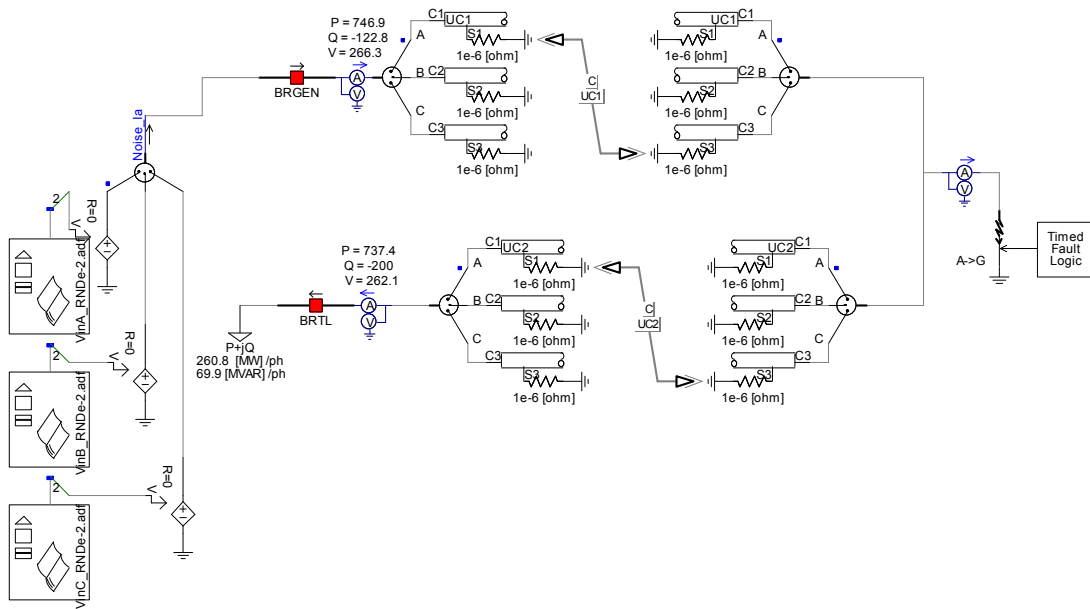 P = 746.9
Q = -122.8
V = 266.3
BRGEN
A
V
A
B
C
C1
UC1
S1
1e-6 [ohm]
C2
S2
1e-6 [ohm]
C3
S3
1e-6 [ohm]
C
UC1
UC1
C1
S1
A
1e-6 [ohm]
C2
B
S2
1e-6 [ohm]
C
C3
S3
1e-6 [ohm]
Noise_Ia
2
V
R=0
+
-
VinA_RNDe-2.adf
2
V
R=0
+
-
VinB_RNDe-2.adf
2
V
R=0
+
-
VinC_RNDe-2.adf
P = 737.4
Q = -200
V = 262.1
BRTL
A
V
P+jQ
260.8 [MW] /ph
69.9 [MVAR] /ph
A
B
C
C1
UC2
S1
1e-6 [ohm]
C2
S2
1e-6 [ohm]
C3
S3
1e-6 [ohm]
C
UC2
UC2
C1
S1
A
1e-6 [ohm]
C2
B
S2
1e-6 [ohm]
C
C3
S3
1e-6 [ohm]
A
V
A->G
Timed
Fault
Logic